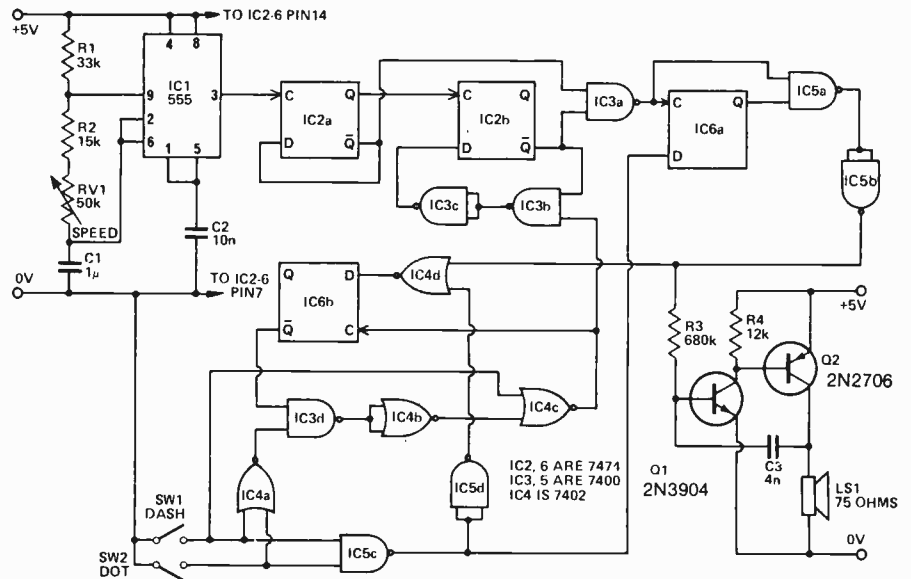 TO IC2-6 PIN14
+5V
R1
33k
4
8
IC1
555
9
3
2
6
1
5
R2
15k
RV1
50k
SPEED
C1
1μ
C2
10n
0V
TO IC2-6
PIN7
C
Q
IC2a
D
Q
C
Q
IC2b
D
Q
IC3a
IC3c
IC3b
C
Q
IC6a
D
IC5a
IC5b
Q
D
IC6b
Q
C
IC4d
R3
680k
R4
12k
+5V
Q2
2N2706
IC3d
IC4b
IC4c
IC4a
IC5d
IC2, 6 ARE 7471
IC3, 5 ARE 7400
IC4 IS 7402
Q1
2N3904
C3
4n
LS1
75 OHMS
0V
SW1
DASH
SW2
DOT
IC5c